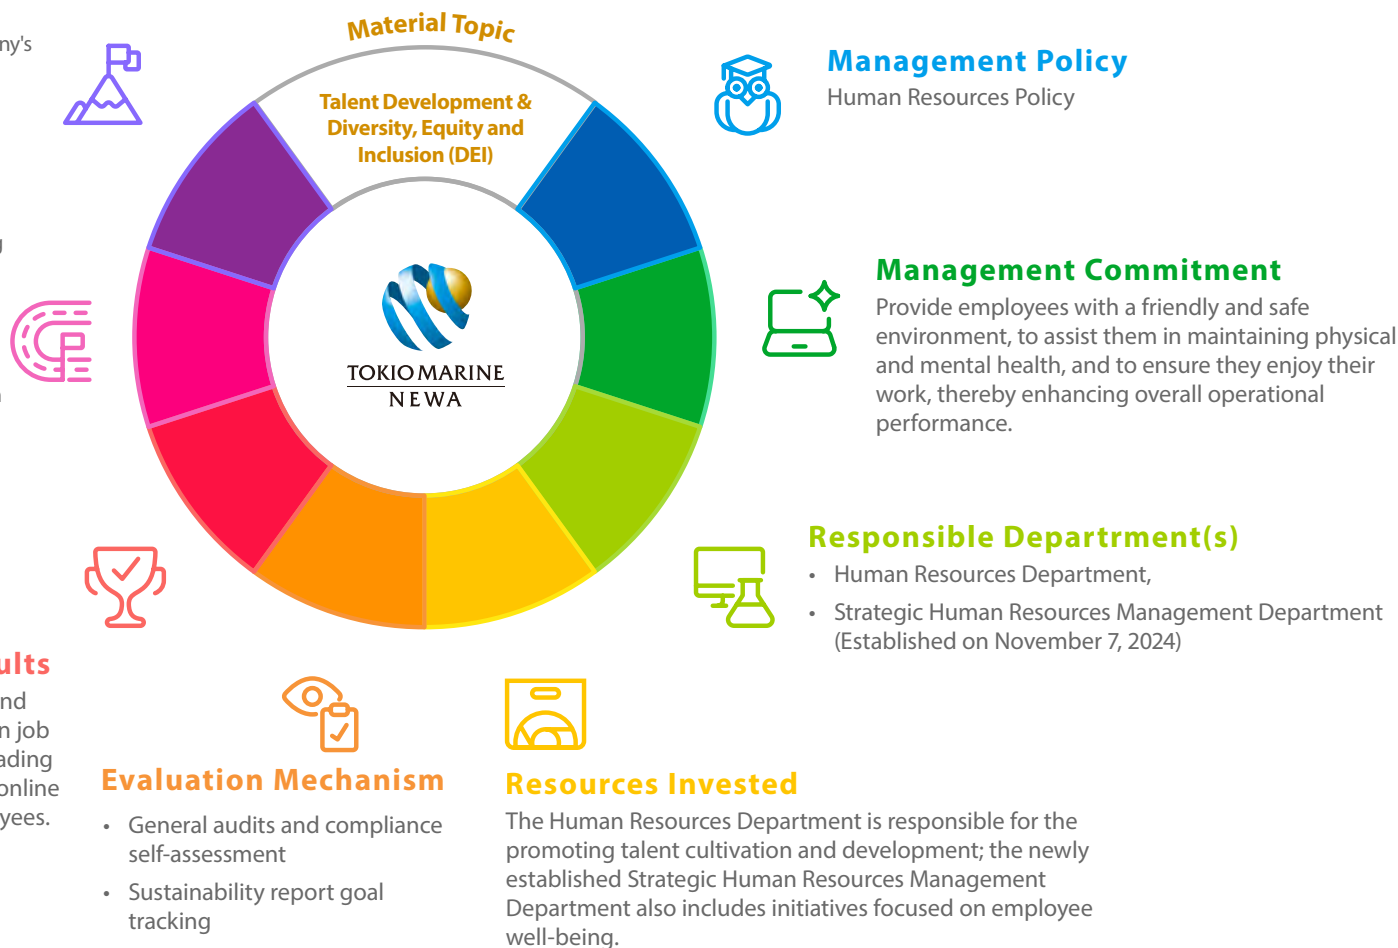 Material Topic
Talent Development &
Diversity, Equity and
Inclusion (DEI)
TOKIO MARINE
NEWA
Management Policy
Human Resources Policy
Management Commitment
Provide employees with a friendly and safe
environment, to assist them in maintaining physical
and mental health, and to ensure they enjoy their
work, thereby enhancing overall operational
performance.
Responsible Departrment(s)
• Human Resources Department,
• Strategic Human Resources Management Department
(Established on November 7, 2024)
Resources Invested
The Human Resources Department is responsible for the
promoting talent cultivation and development; the newly
established Strategic Human Resources Management
Department also includes initiatives focused on employee
well-being.
Evaluation Mechanism
• General audits and compliance
self-assessment
• Sustainability report goal
tracking
job
online